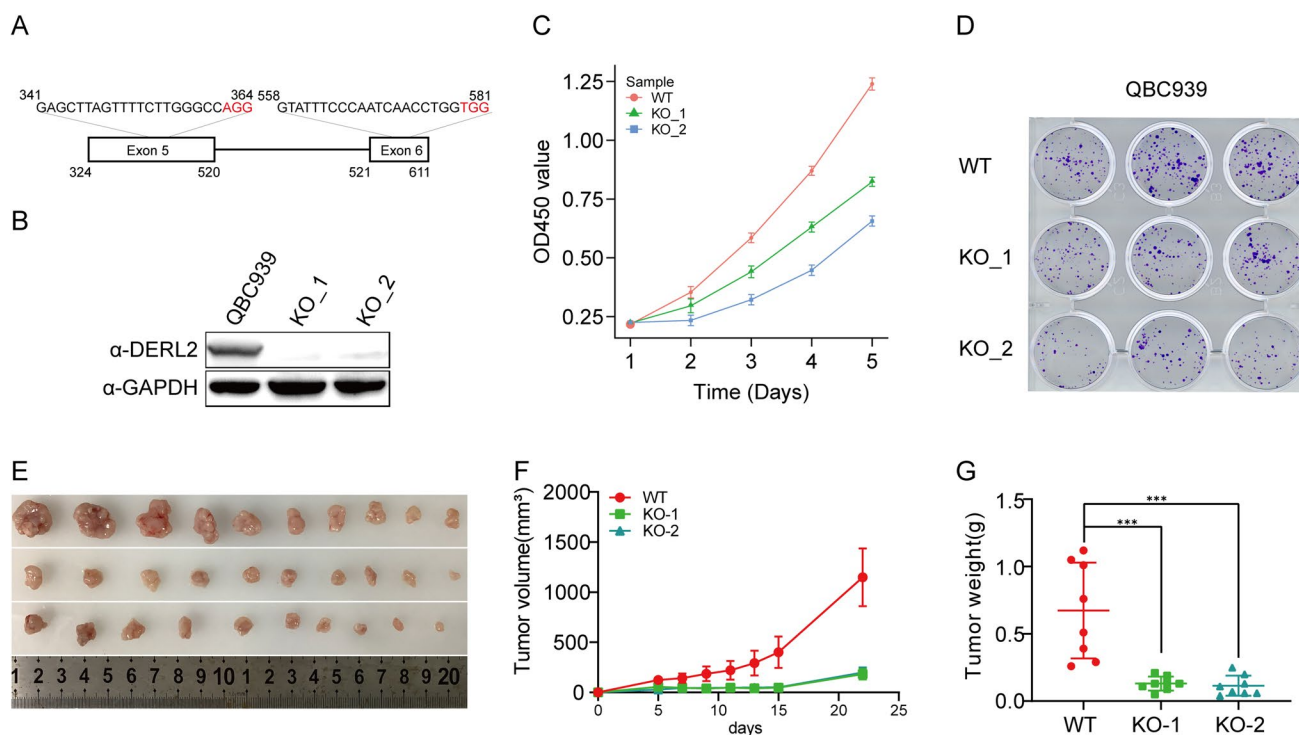 A
341 364 558 581
GAGCTTAGTTTTCTTGGGCCAGG GTATTTCCCAATCAACCTGGTGG
Exon 5 Exon 6
324 520 521 611
B
QBC939 KO_1 KO_2
α-DERL2
α-GAPDH
C
OD450 value
1.25
1.00
0.75
0.50
0.25
Sample
WT
KO_1
KO_2
1 2 3 4 5
Time (Days)
D
QBC939
WT
KO_1
KO_2
E
1 2 3 4 5 6 7 8 9 10 1 2 3 4 5 6 7 8 9 20
F
Tumor volume(mm³)
2000
1500
1000
500
0
WT
KO-1
KO-2
0 5 10 15 20 25
days
G
Tumor weight(g)
1.5
1.0
0.5
0.0
***
***
WT KO-1 KO-2